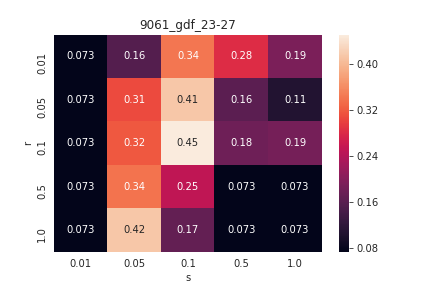 9061_gdf_23-27
0.01 0.073 0.16 0.34 0.28 0.19
0.05 0.073 0.31 0.41 0.16 0.11
0.1 0.073 0.32 0.45 0.18 0.19
0.5 0.073 0.34 0.25 0.073 0.073
1.0 0.073 0.42 0.17 0.073 0.073
r
0.01 0.05 0.1 0.5 1.0
s
0.40
0.32
0.24
0.16
0.08